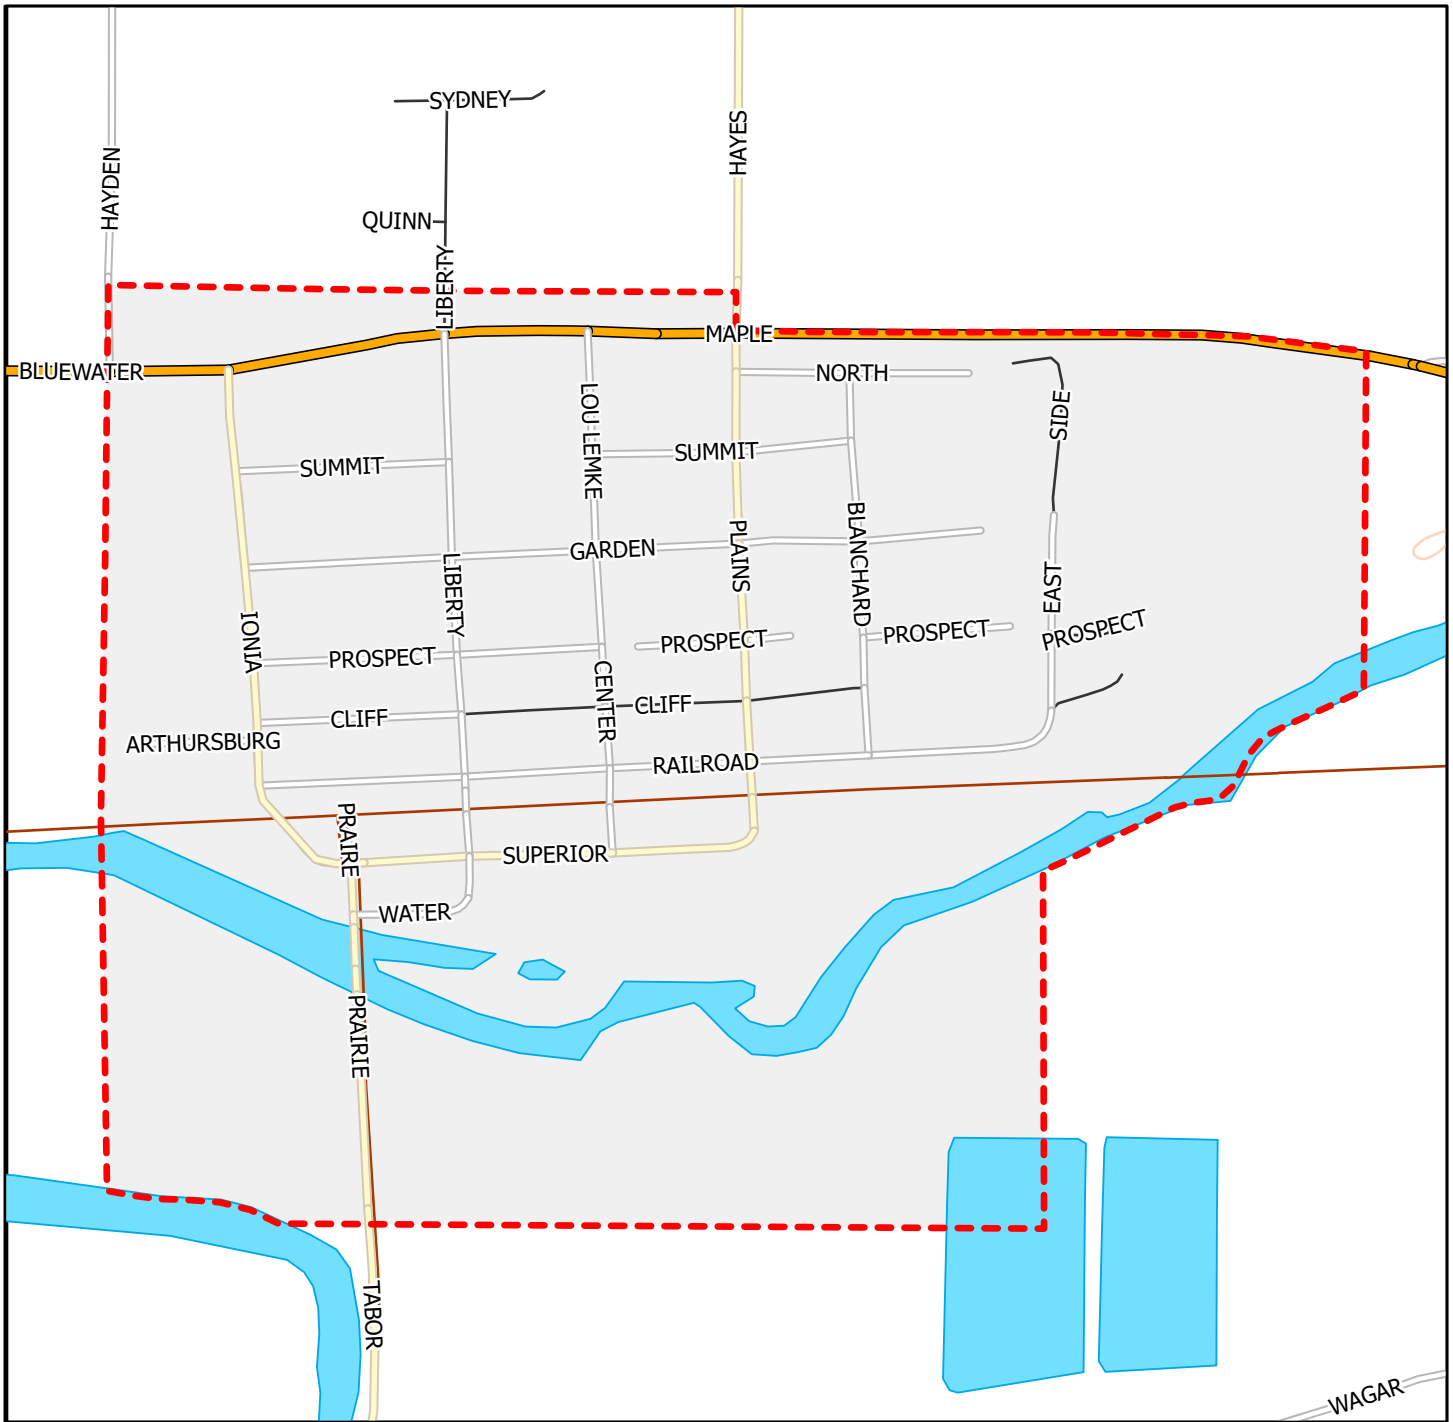 SYDNEY
HAYES
HAYDEN
QUINN
LIBERTY
MAPLE
BLUEWATER
NORTH
SIDE
LOU LEMKE
SUMMIT
SUMMIT
GARDEN
PLAINS
BLANCHARD
LIBERTY
EAST
IONIA
PROSPECT
PROSPECT
PROSPECT
PROSPECT
CENTER
CLIFF
CLIFF
ARTHURSBURG
RAILROAD
PRAIRE
SUPERIOR
WATER
PRAIRIE
TABOR
WAGAR